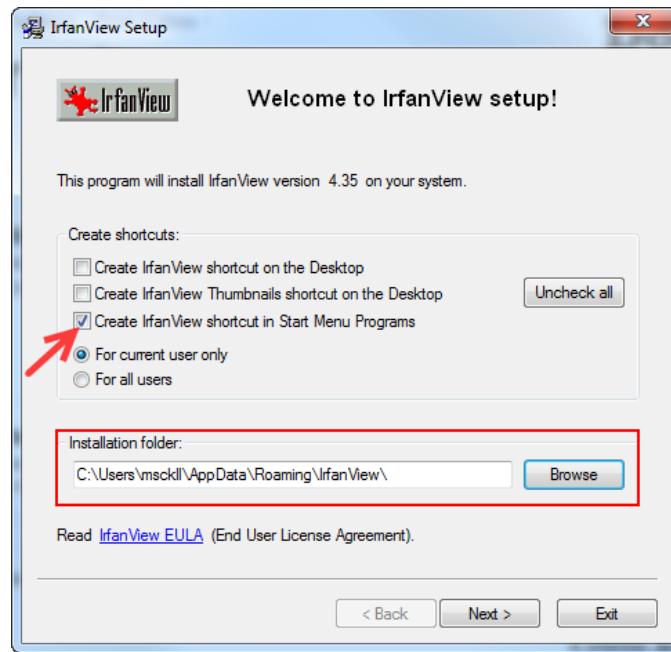 IrfanView Setup
IrfanView
Welcome to IrfanView setup!
This program will install IrfanView version 4.35 on your system.
Create shortcuts:
Create IrfanView shortcut on the Desktop
Create IrfanView Thumbnails shortcut on the Desktop
Uncheck all
Create IrfanView shortcut in Start Menu Programs
For current user only
For all users
Installation folder:
C:\Users\msckll\AppData\Roaming\IrfanView\
Browse
Read IrfanView EULA (End User License Agreement).
< Back
Next >
Exit